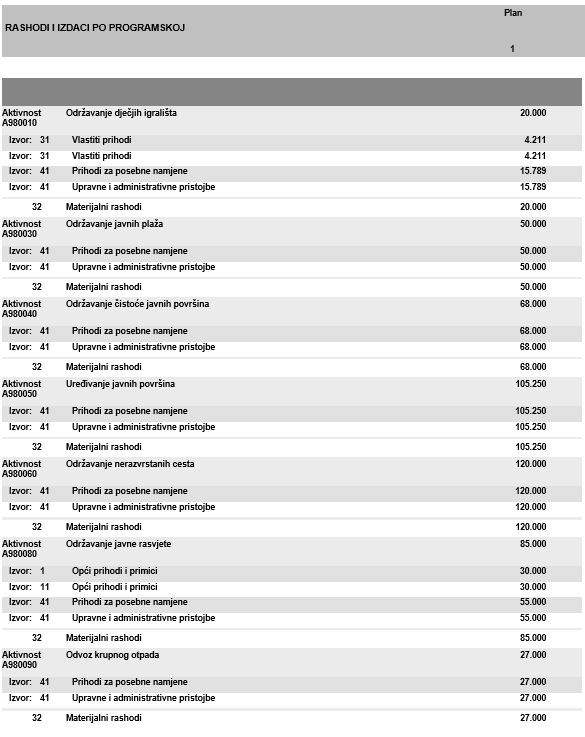 Plan
RASHODI I IZDACI PO PROGRAMSKOJ
1
Aktivnost Održavanje dječjih igrališta 20.000
A980010
Izvor: 31 Vlastiti prihodi 4.211
Izvor: 31 Vlastiti prihodi 4.211
Izvor: 41 Prihodi za posebne namjene 15.789
Izvor: 41 Upravne i administrativne pristojbe 15.789
32 Materijalni rashodi 20.000
Aktivnost Održavanje javnih plaža 50.000
A980030
Izvor: 41 Prihodi za posebne namjene 50.000
Izvor: 41 Upravne i administrativne pristojbe 50.000
32 Materijalni rashodi 50.000
Aktivnost Održavanje čistoće javnih površina 68.000
A980040
Izvor: 41 Prihodi za posebne namjene 68.000
Izvor: 41 Upravne i administrativne pristojbe 68.000
32 Materijalni rashodi 68.000
Aktivnost Uređivanje javnih površina 105.250
A980050
Izvor: 41 Prihodi za posebne namjene 105.250
Izvor: 41 Upravne i administrativne pristojbe 105.250
32 Materijalni rashodi 105.250
Aktivnost Održavanje nerazvrstanih cesta 120.000
A980060
Izvor: 41 Prihodi za posebne namjene 120.000
Izvor: 41 Upravne i administrativne pristojbe 120.000
32 Materijalni rashodi 120.000
Aktivnost Održavanje javne rasvjete 85.000
A980080
Izvor: 1 Opći prihodi i primici 30.000
Izvor: 11 Opći prihodi i primici 30.000
Izvor: 41 Prihodi za posebne namjene 55.000
Izvor: 41 Upravne i administrativne pristojbe 55.000
32 Materijalni rashodi 85.000
Aktivnost Odvoz krupnog otpada 27.000
A980090
Izvor: 41 Prihodi za posebne namjene 27.000
Izvor: 41 Upravne i administrativne pristojbe 27.000
32 Materijalni rashodi 27.000